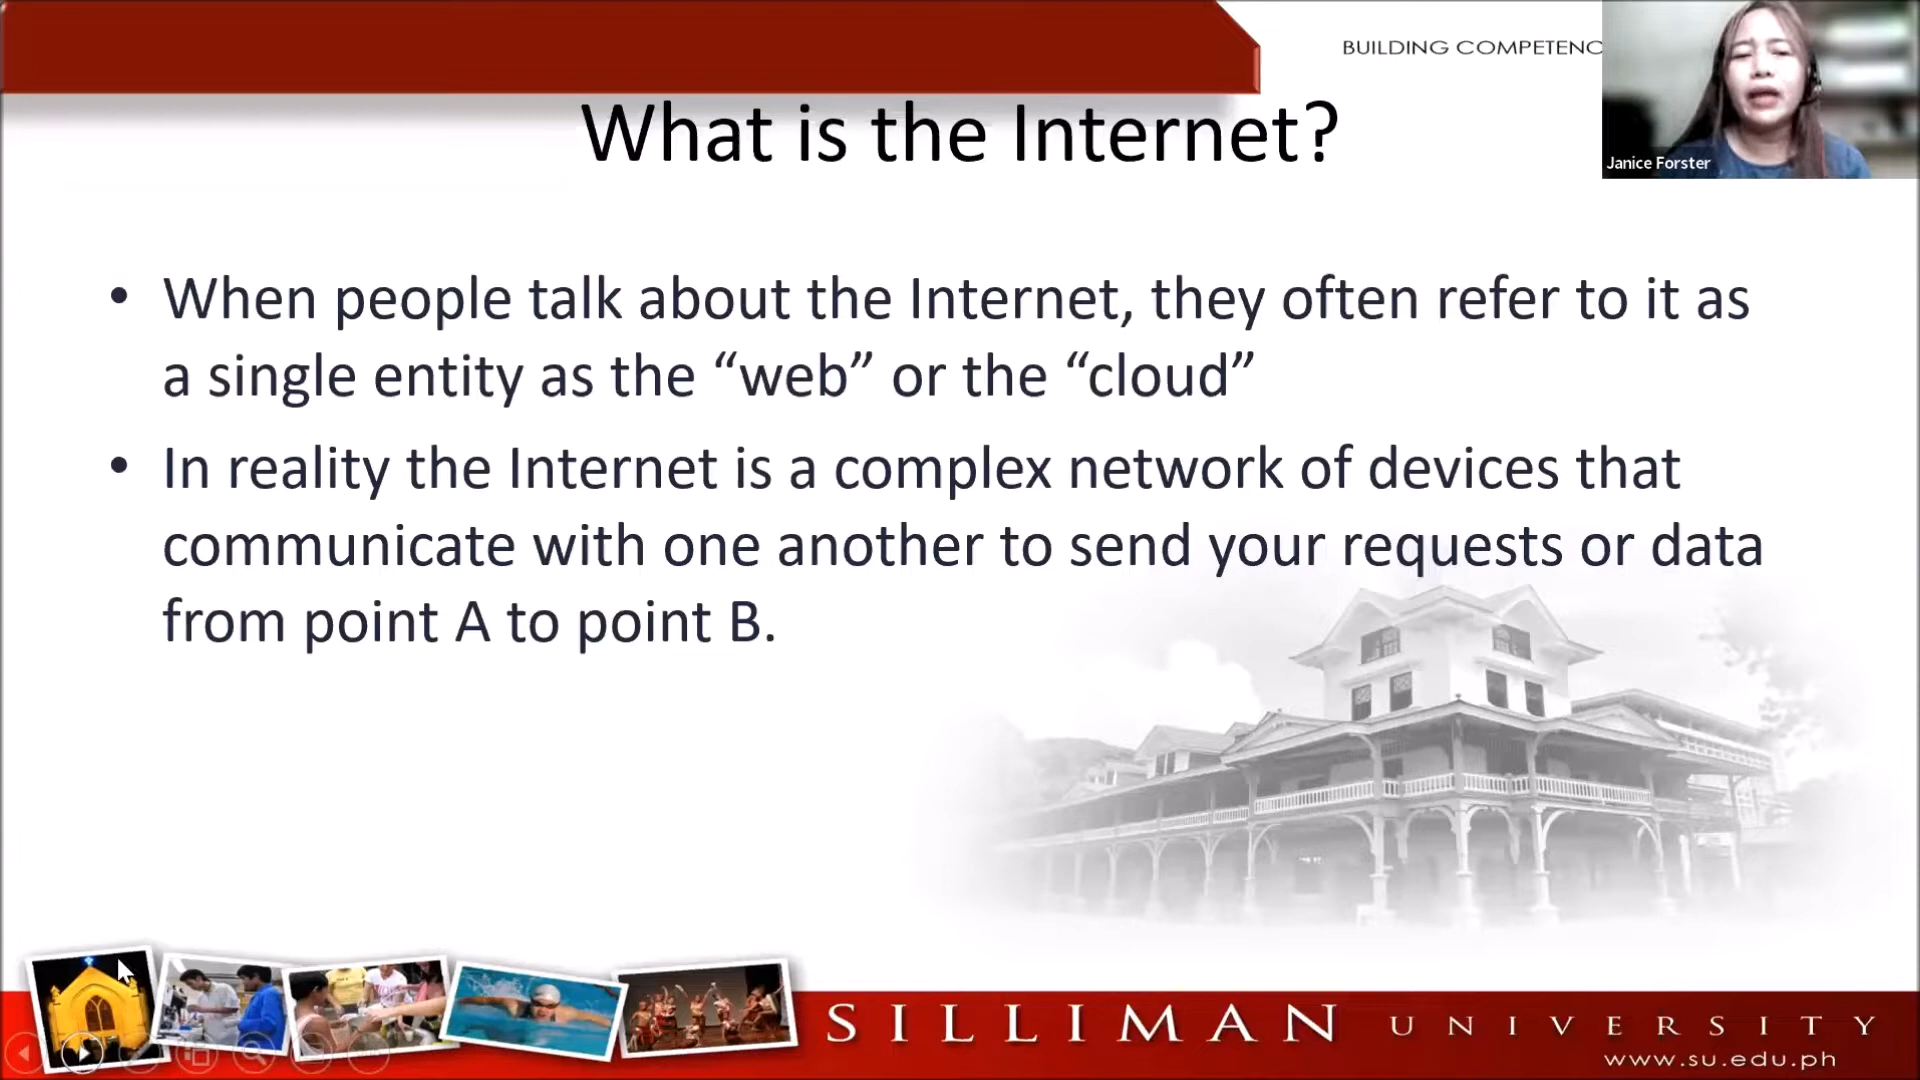 BUILDING COMPETENC
Janice Forster
What is the Internet?
• When people talk about the Internet, they often refer to it as
a single entity as the “web” or the “cloud”
• In reality the Internet is a complex network of devices that
communicate with one another to send your requests or data
from point A to point B.
SILLIMAN UNIVERSITY
www.su.edu.ph